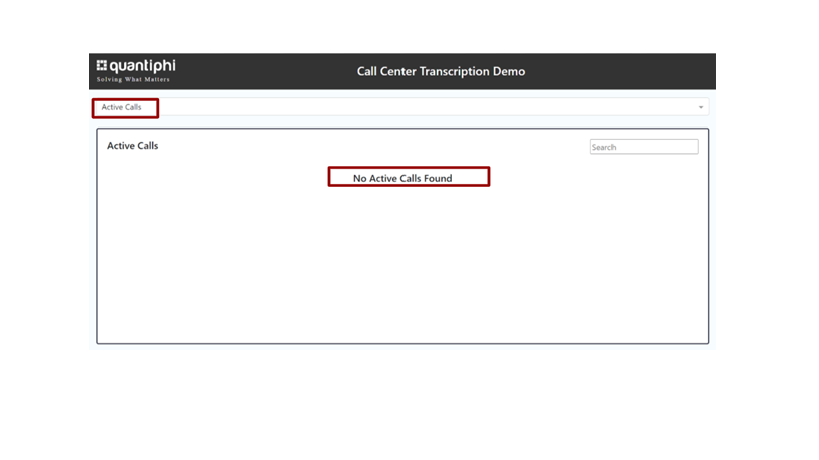 quantiphi
Solving What Matters
Call Center Transcription Demo
Active Calls
Active Calls
Search
No Active Calls Found